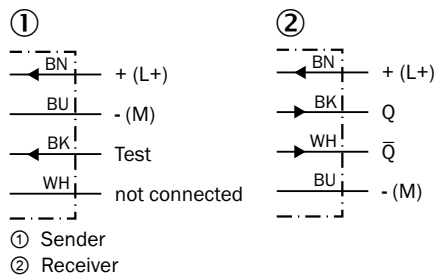 ①
BN + (L+)
BU - (M)
BK Test
WH not connected
②
BN + (L+)
BK Q
WH Q̅
BU - (M)
① Sender
② Receiver